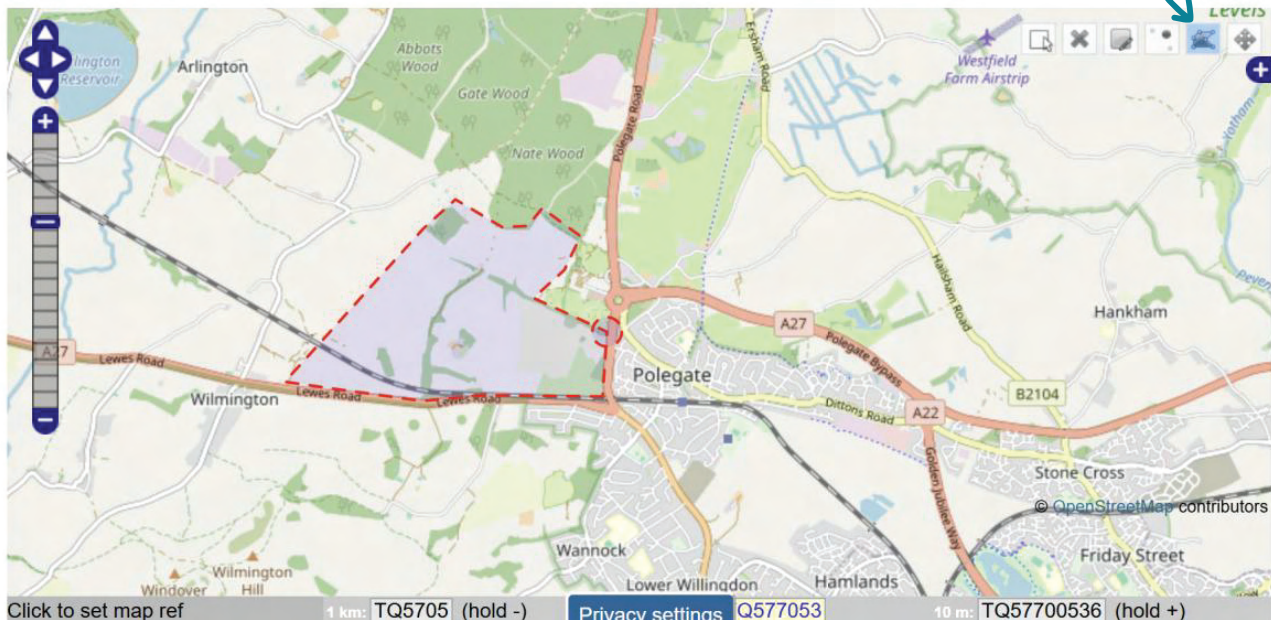 Levels
Arlington
Abbots
Wood
Arlington
Reservoir
Gate Wood
Ersham Road
Westfield
Farm Airstrip
Polegate Road
Nate Wood
Yotham
Hailsham Road
Hankham
A27
A27
Lewes Road
Polegate Bypass
Polegate
Wilmington
Lewes Road
Lewes Road
Dittons Road
A22
B2104
Golden Jubilee Way
Stone Cross
© OpenStreetMap contributors
Wannock
Friday Street
Wilmington
Hill
Windover
Lower Willingdon
Hamlands
Click to set map ref 1 km: TQ5705 (hold -) Privacy settings Q577053 10 m: TQ57700536 (hold +)